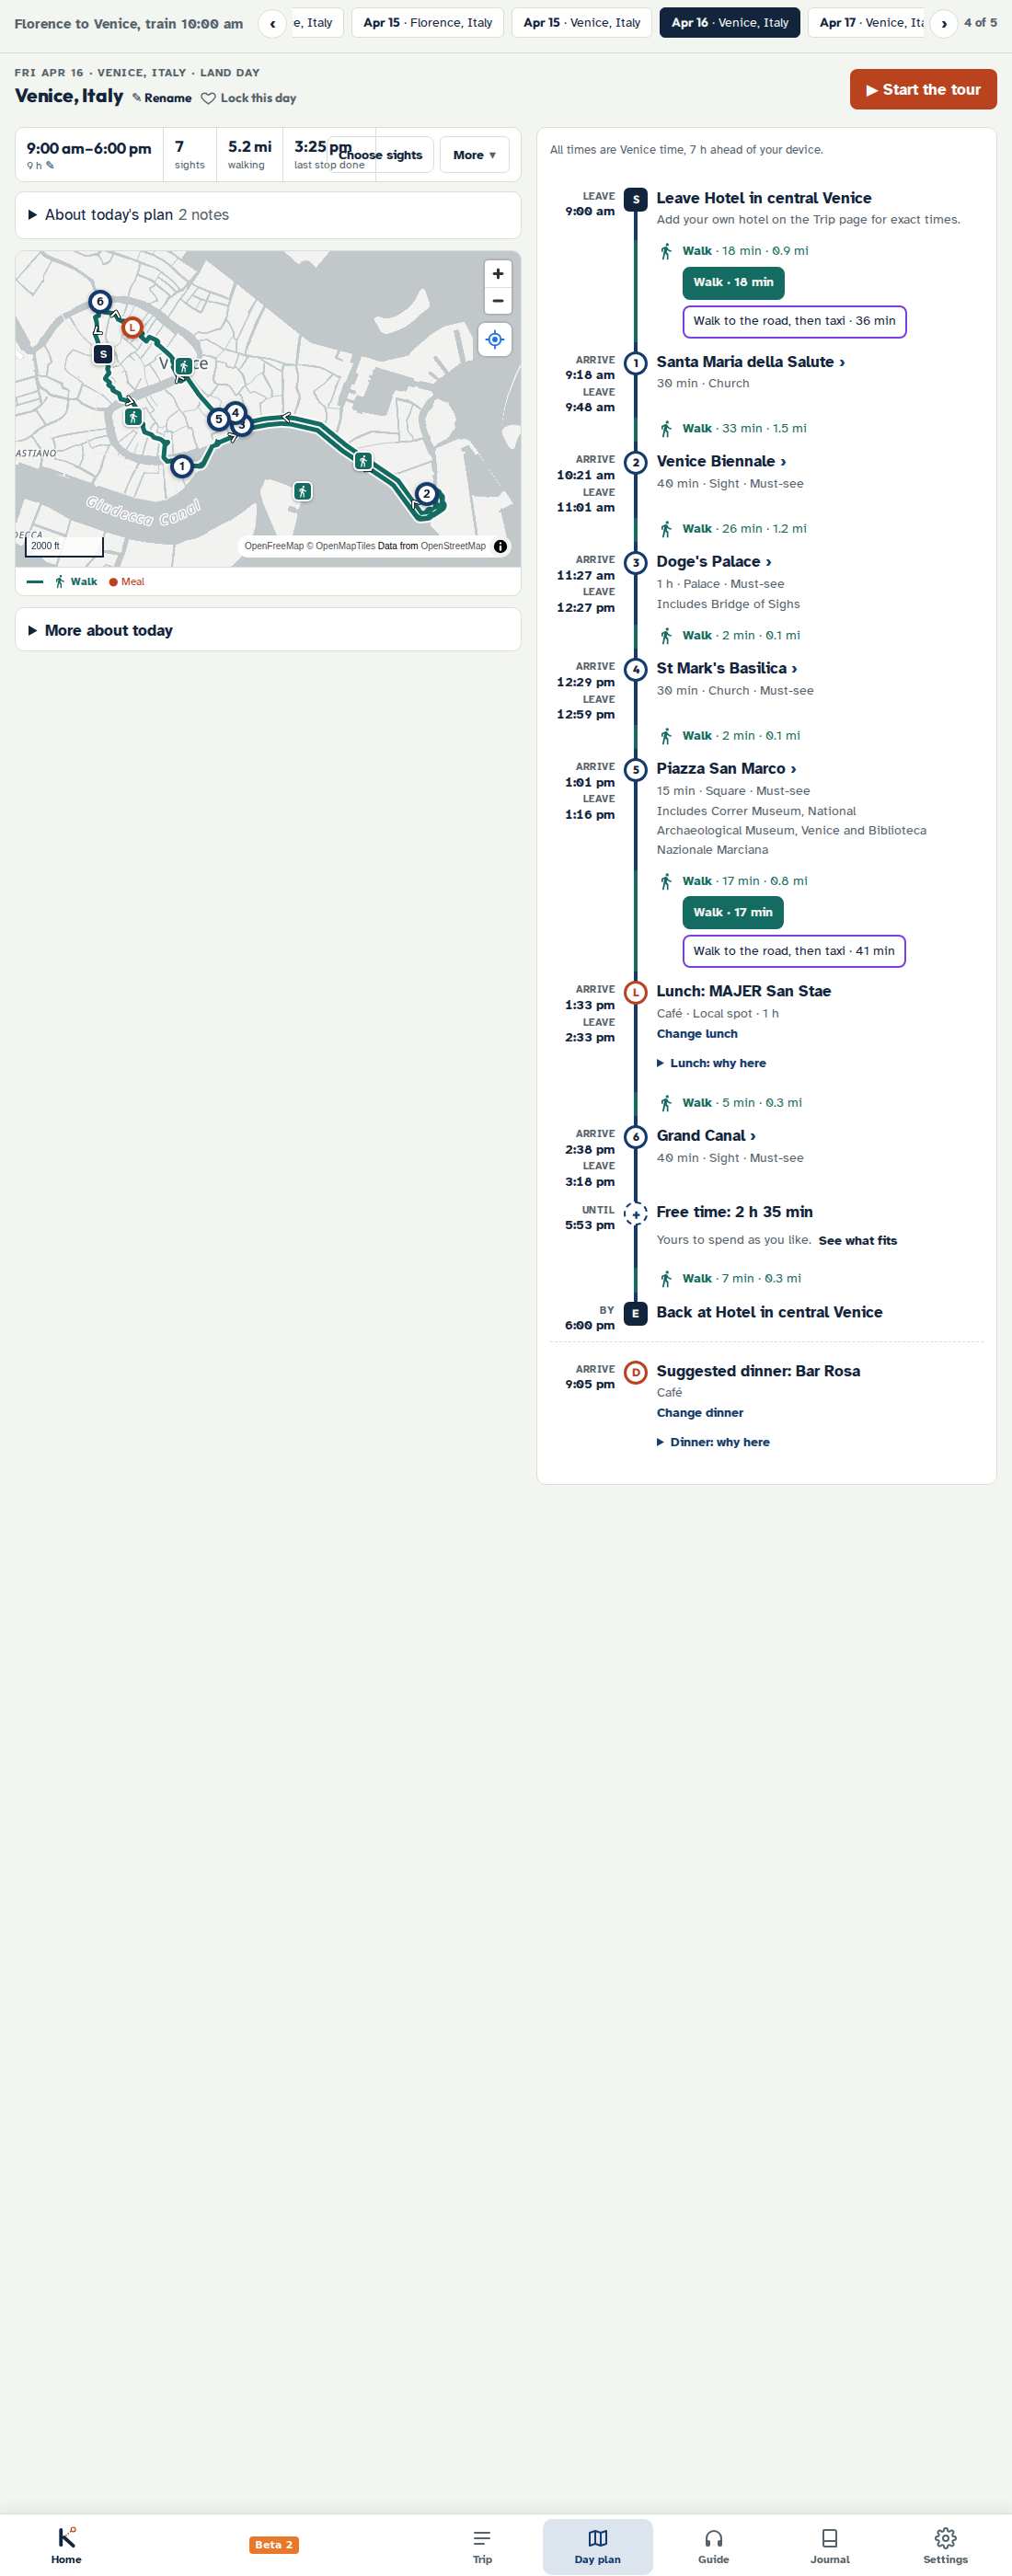 Florence to Venice, train 10:00 am
‹
e, Italy
Apr 15 · Florence, Italy
Apr 15 · Venice, Italy
Apr 16 · Venice, Italy
Apr 17 · Venice, Ita
›
4 of 5
FRI APR 16 · VENICE, ITALY · LAND DAY
Venice, Italy
✎ Rename
Lock this day
▶ Start the tour
9:00 am–6:00 pm
9 h ✎
7
sights
5.2 mi
walking
3:25 pm
last stop done
Choose sights
More ▾
▶ About today's plan 2 notes
6
L
S
1
5
4
3
2
ASTIANO
Giudecca Canal
DECCA
2000 ft
+
−
OpenFreeMap © OpenMapTiles Data from OpenStreetMap
Walk
Meal
▶ More about today
All times are Venice time, 7 h ahead of your device.
LEAVE
9:00 am
S
Leave Hotel in central Venice
Add your own hotel on the Trip page for exact times.
Walk · 18 min · 0.9 mi
Walk · 18 min
Walk to the road, then taxi · 36 min
ARRIVE
9:18 am
LEAVE
9:48 am
1
Santa Maria della Salute ›
30 min · Church
Walk · 33 min · 1.5 mi
ARRIVE
10:21 am
LEAVE
11:01 am
2
Venice Biennale ›
40 min · Sight · Must-see
Walk · 26 min · 1.2 mi
ARRIVE
11:27 am
LEAVE
12:27 pm
3
Doge's Palace ›
1 h · Palace · Must-see
Includes Bridge of Sighs
Walk · 2 min · 0.1 mi
ARRIVE
12:29 pm
LEAVE
12:59 pm
4
St Mark's Basilica ›
30 min · Church · Must-see
Walk · 2 min · 0.1 mi
ARRIVE
1:01 pm
LEAVE
1:16 pm
5
Piazza San Marco ›
15 min · Square · Must-see
Includes Correr Museum, National
Archaeological Museum, Venice and Biblioteca
Nazionale Marciana
Walk · 17 min · 0.8 mi
Walk · 17 min
Walk to the road, then taxi · 41 min
ARRIVE
1:33 pm
LEAVE
2:33 pm
L
Lunch: MAJER San Stae
Café · Local spot · 1 h
Change lunch
▶ Lunch: why here
Walk · 5 min · 0.3 mi
ARRIVE
2:38 pm
LEAVE
3:18 pm
6
Grand Canal ›
40 min · Sight · Must-see
UNTIL
5:53 pm
+
Free time: 2 h 35 min
Yours to spend as you like. See what fits
Walk · 7 min · 0.3 mi
BY
6:00 pm
E
Back at Hotel in central Venice
ARRIVE
9:05 pm
D
Suggested dinner: Bar Rosa
Café
Change dinner
▶ Dinner: why here
Home
Beta 2
Trip
Day plan
Guide
Journal
Settings